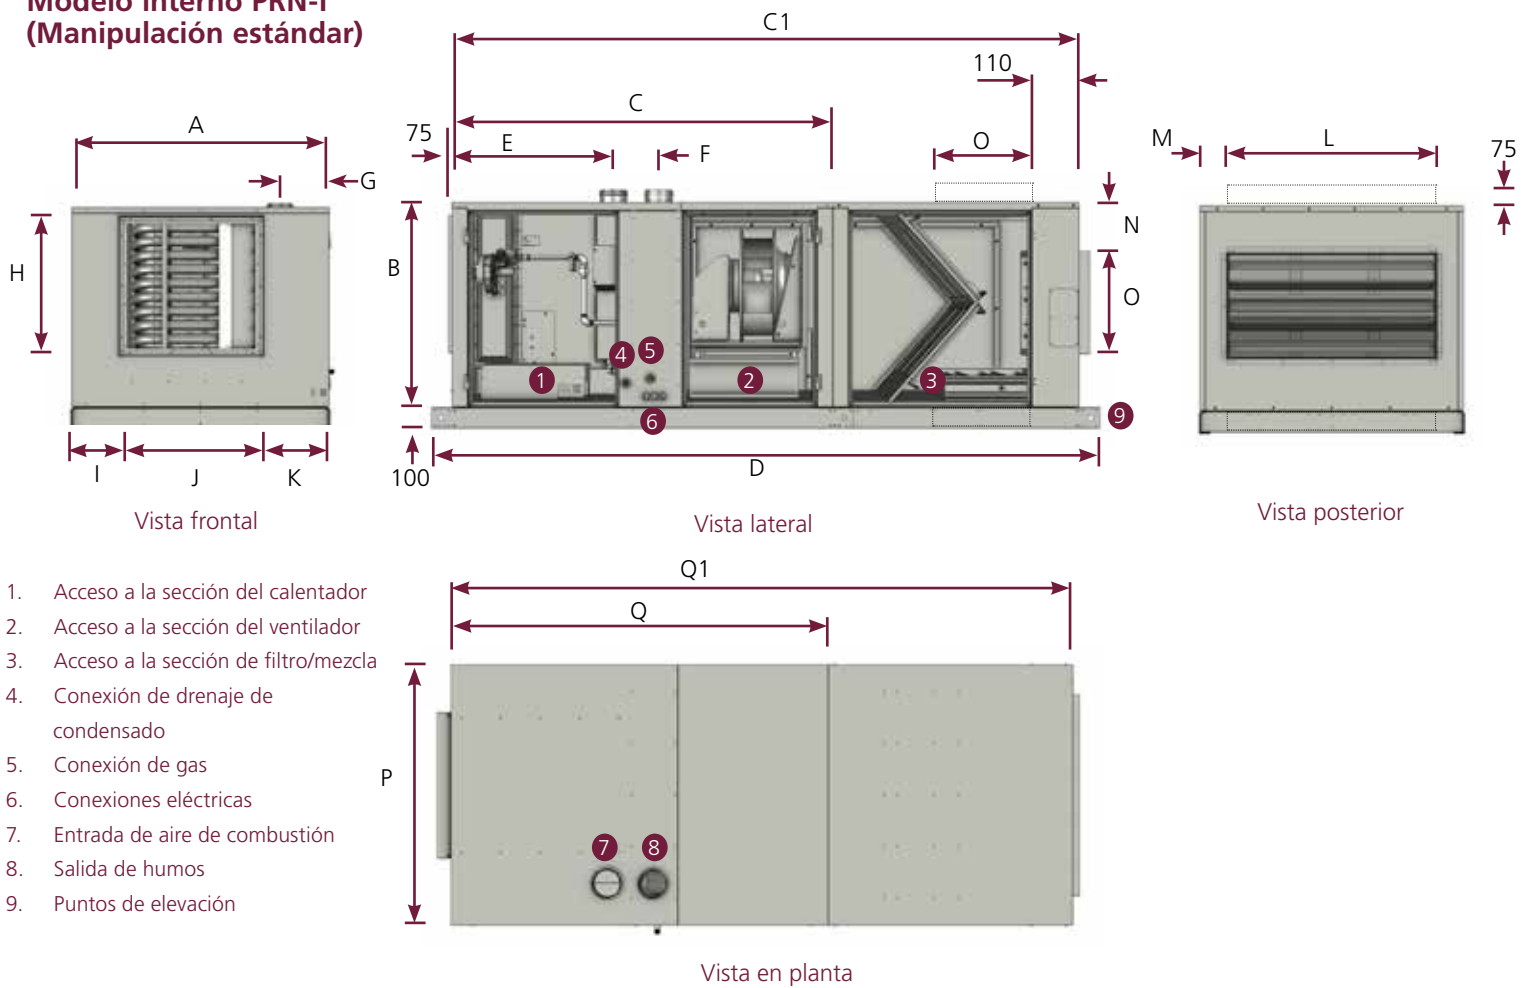 Modelo interno PRN-I
(Manipulación estándar)
C1
110
C
A
75
E
F
O
M
L
75
G
H
B
N
O
4
5
1
2
3
6
9
I
J
K
100
D
Vista frontal
Vista lateral
Vista posterior
Q1
Q
P
7
8
Vista en planta
1. Acceso a la sección del calentador
2. Acceso a la sección del ventilador
3. Acceso a la sección de filtro/mezcla
4. Conexión de drenaje de
condensado
5. Conexión de gas
6. Conexiones eléctricas
7. Entrada de aire de combustión
8. Salida de humos
9. Puntos de elevación